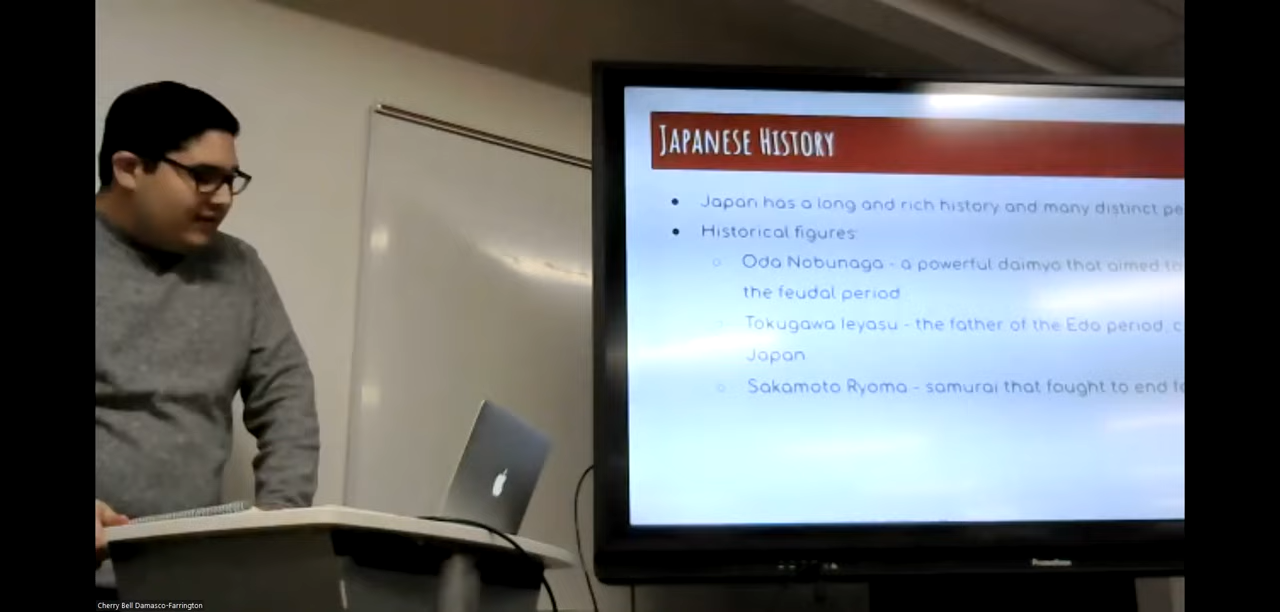 JAPANESE HISTORY
Japan has a long and rich history and many distinct pe
Historical figures:
Oda Nobunaga - a powerful daimyo that aimed to
the feudal period
Tokugawa Ieyasu - the father of the Edo period, c
Japan
Sakamoto Ryoma - samurai that fought to end fe
Promethean
Cherry Bell Damasco-Farrington